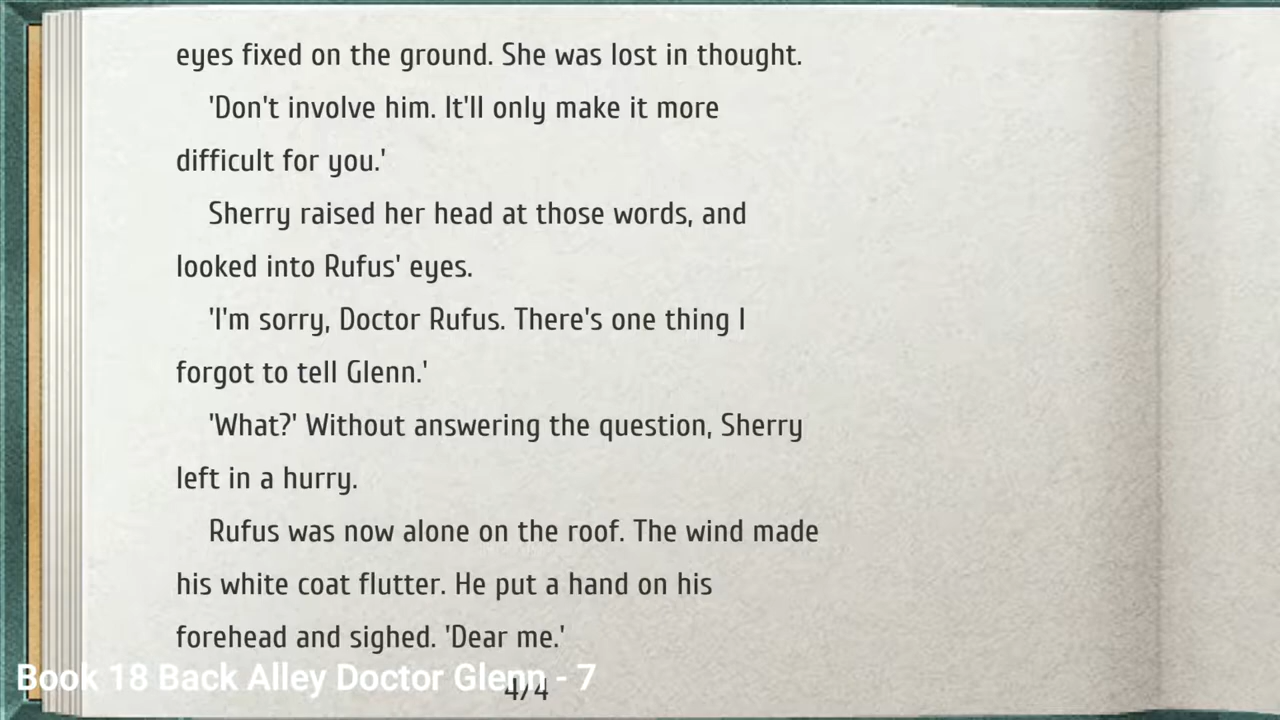 eyes fixed on the ground. She was lost in thought.
'Don't involve him. It'll only make it more
difficult for you.'
Sherry raised her head at those words, and
looked into Rufus' eyes.
'I'm sorry, Doctor Rufus. There's one thing I
forgot to tell Glenn.'
'What?' Without answering the question, Sherry
left in a hurry.
Rufus was now alone on the roof. The wind made
his white coat flutter. He put a hand on his
forehead and sighed. 'Dear me.'
Book 18 Back Alley Doctor Glenn - 7
4/4